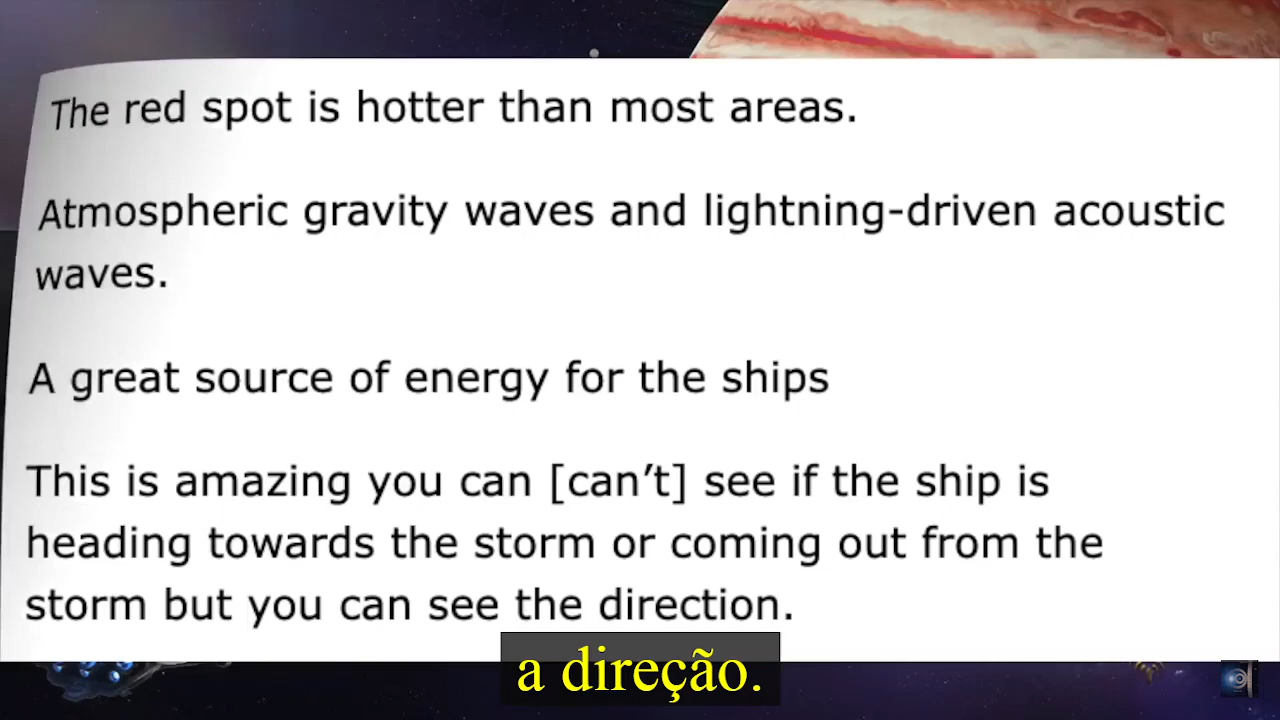 The red spot is hotter than most areas.
Atmospheric gravity waves and lightning-driven acoustic
waves.
A great source of energy for the ships
This is amazing you can [can’t] see if the ship is
heading towards the storm or coming out from the
storm but you can see the direction.
a direção.